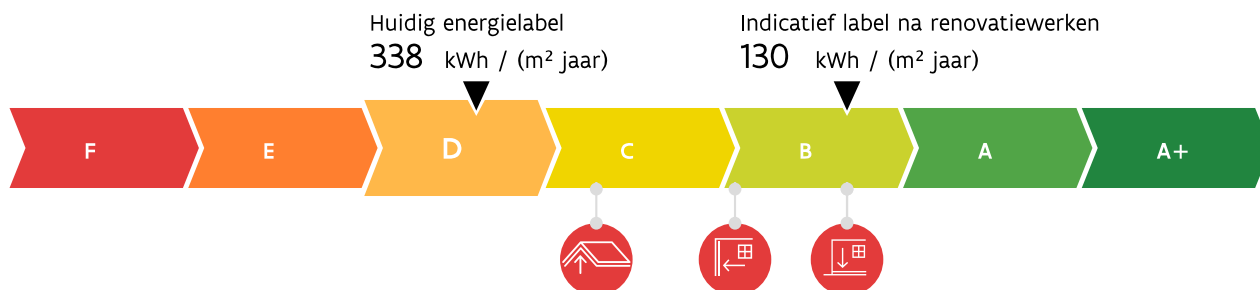 Huidig energielabel
338 kWh / (m² jaar)
Indicatief label na renovatiewerken
130 kWh / (m² jaar)
F E D C B A A+